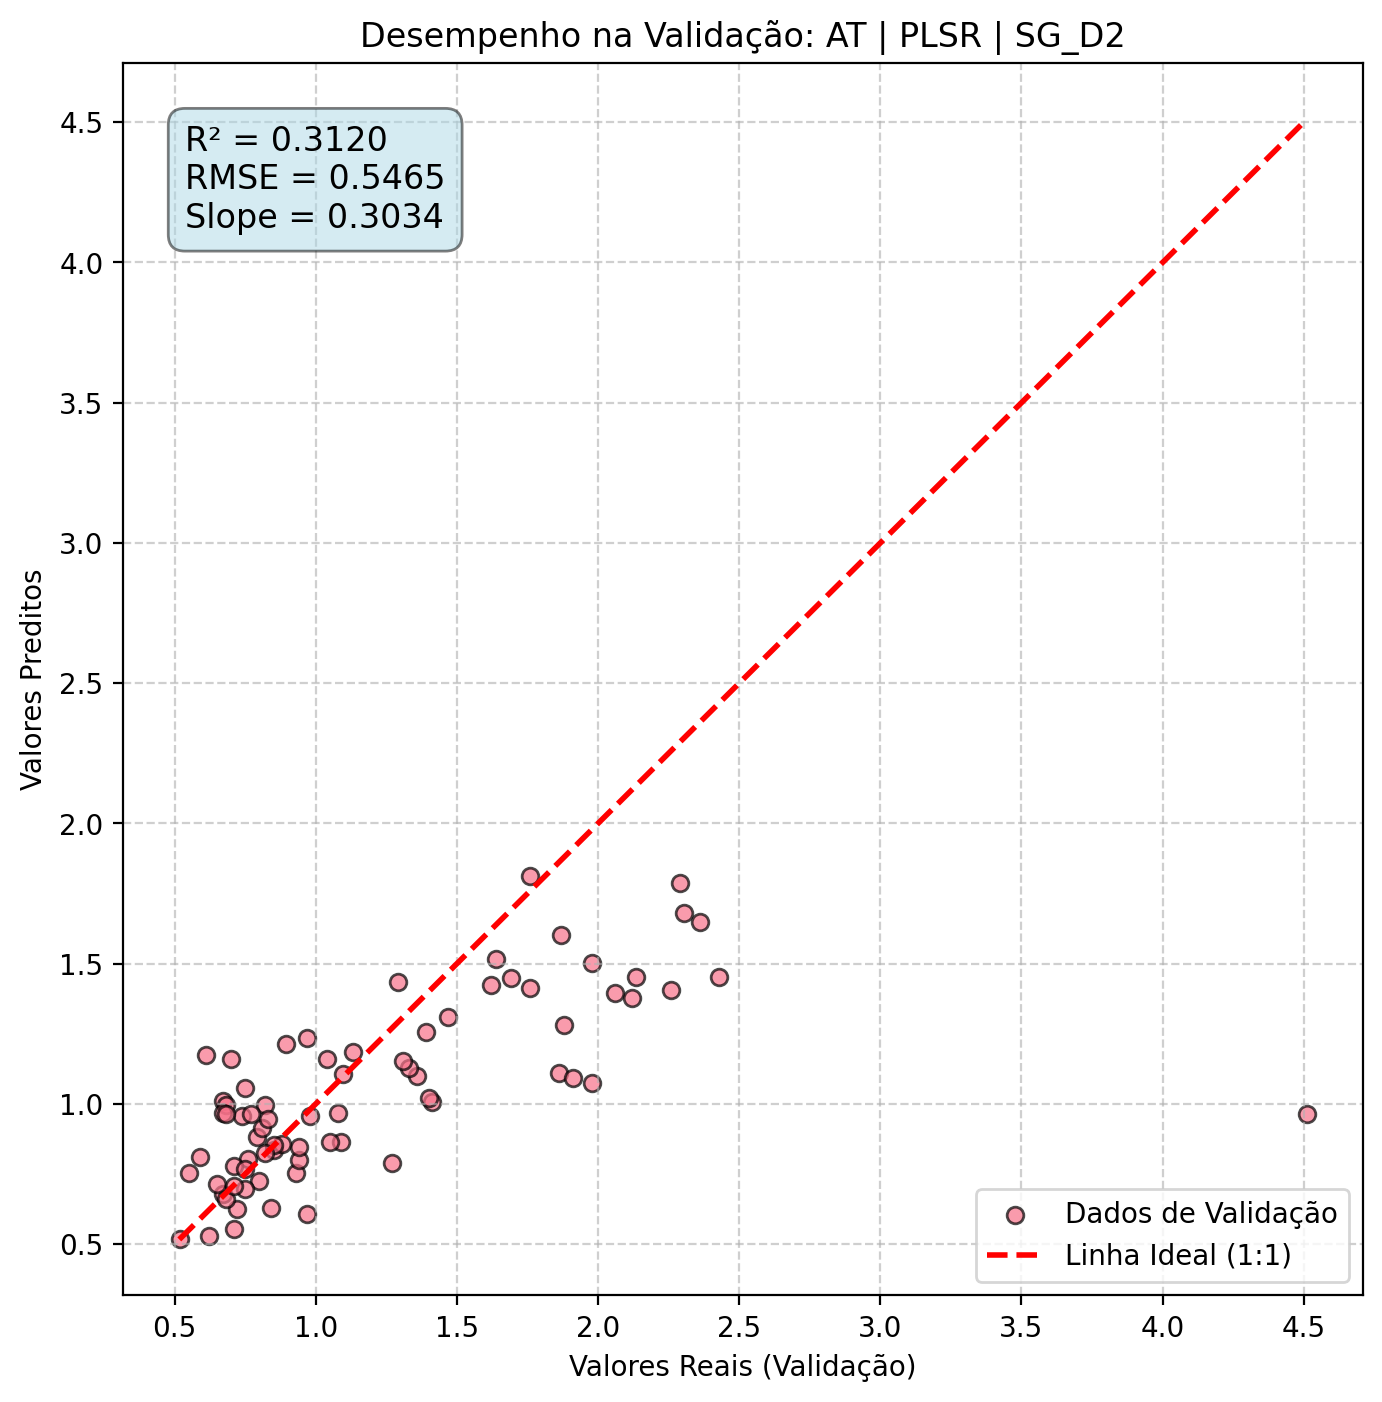 Desempenho na Validação: AT | PLSR | SG_D2
R² = 0.3120
RMSE = 0.5465
Slope = 0.3034
4.5
4.0
3.5
3.0
2.5
2.0
1.5
1.0
0.5
Valores Preditos
Dados de Validação
Linha Ideal (1:1)
0.5 1.0 1.5 2.0 2.5 3.0 3.5 4.0 4.5
Valores Reais (Validação)